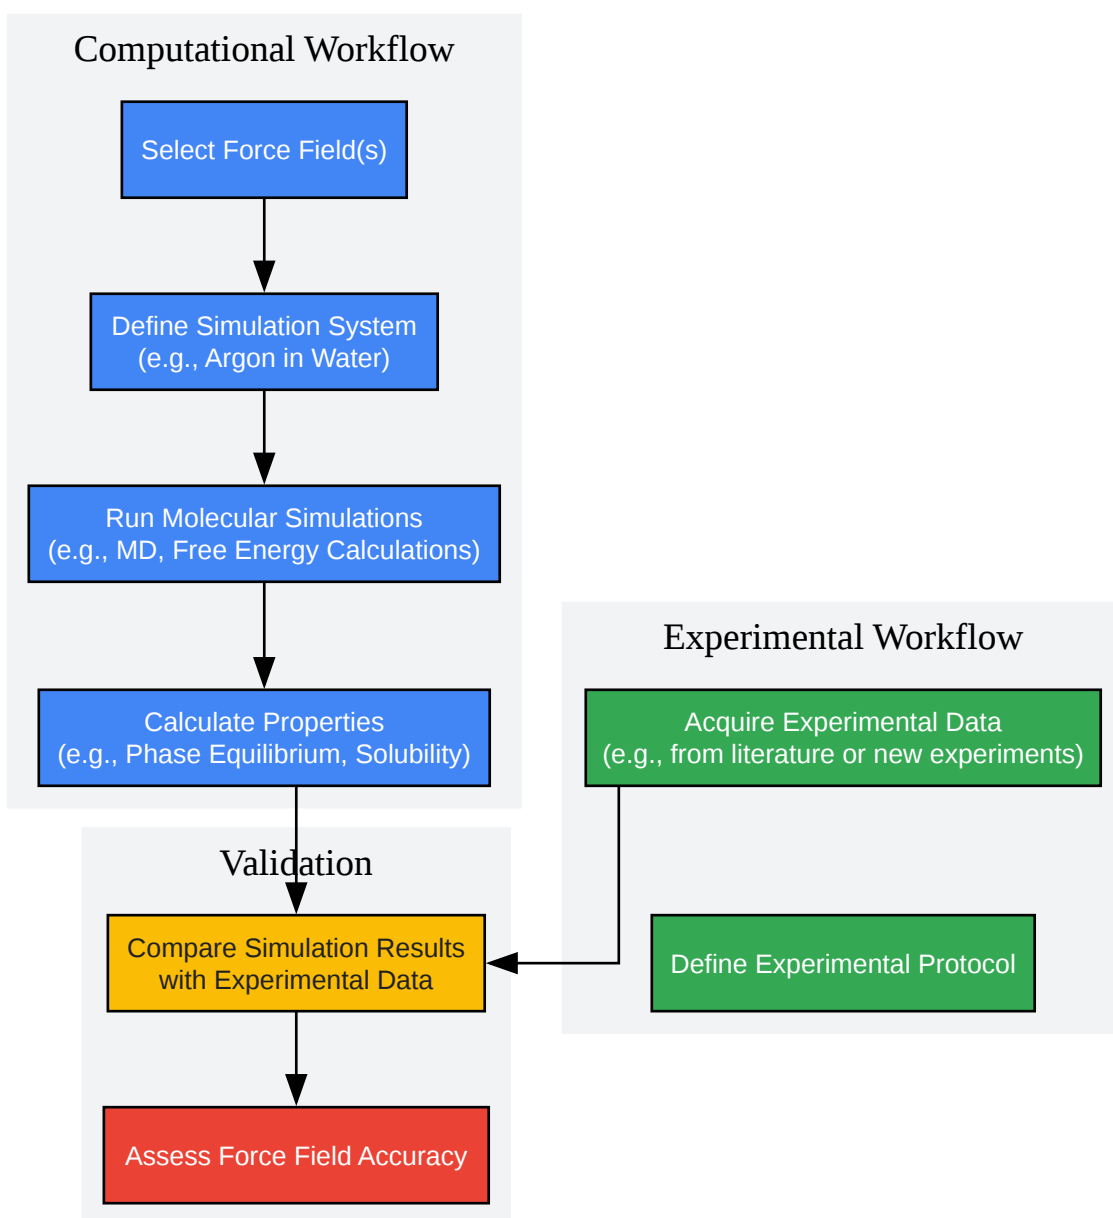 Computational Workflow
Select Force Field(s)
Define Simulation System
(e.g., Argon in Water)
Run Molecular Simulations
(e.g., MD, Free Energy Calculations)
Calculate Properties
(e.g., Phase Equilibrium, Solubility)
Experimental Workflow
Acquire Experimental Data
(e.g., from literature or new experiments)
Define Experimental Protocol
Validation
Compare Simulation Results
with Experimental Data
Assess Force Field Accuracy